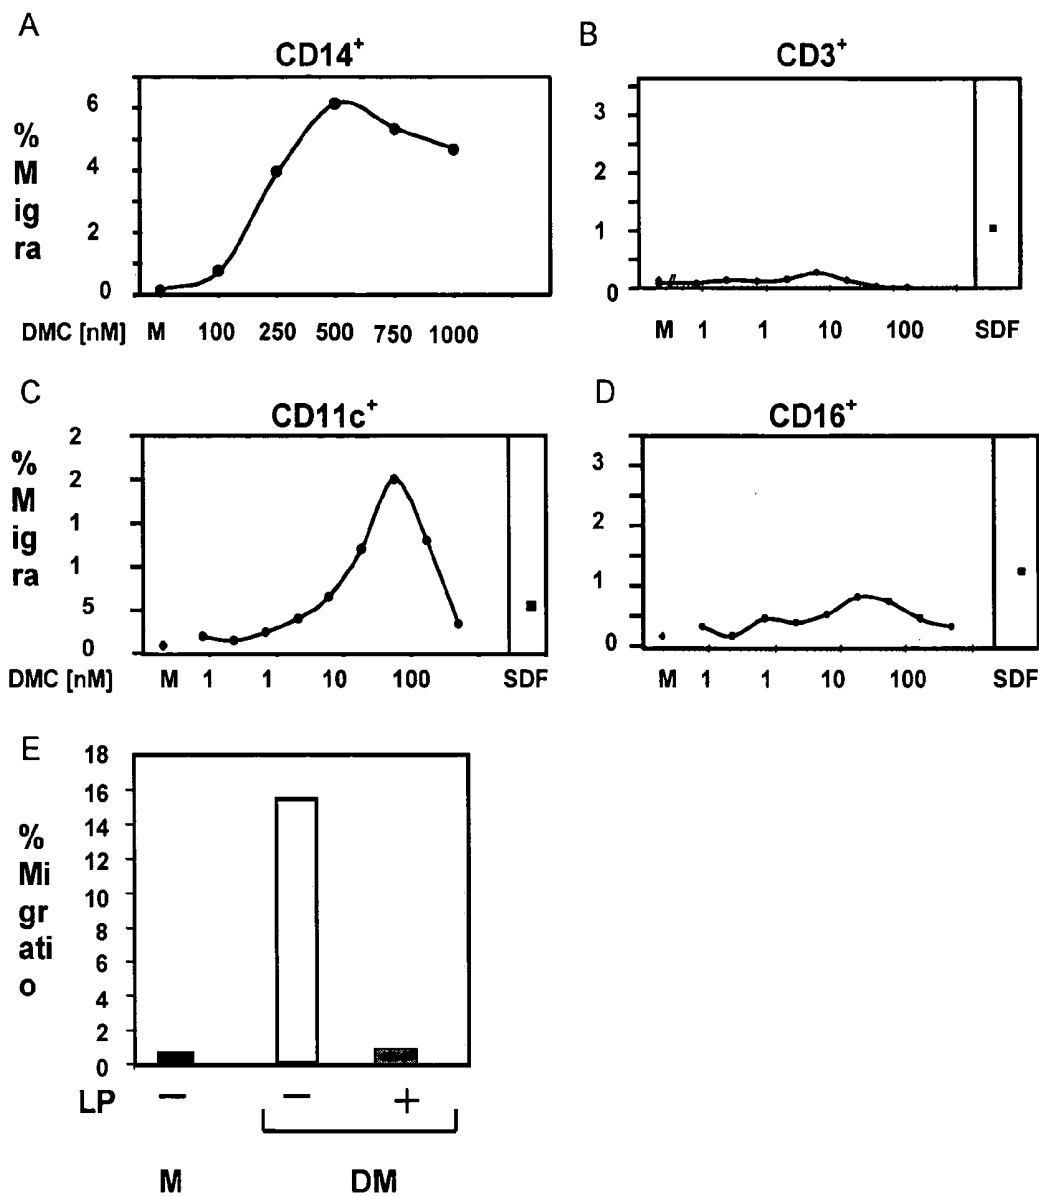 A
CD14+
%
M
ig
ra
6
4
2
0
DMC [nM] M 100 250 500 750 1000
B
CD3+
3
2
1
0
M 1 1 10 100 SDF
C
CD11c+
%
M
ig
ra
2
2
1
1
5
0
DMC [nM] M 1 1 10 100 SDF
D
CD16+
3
2
1
0
M 1 1 10 100 SDF
E
%
Mi
gr
ati
o
18
16
14
12
10
8
6
4
2
0
LP − − +
M DM